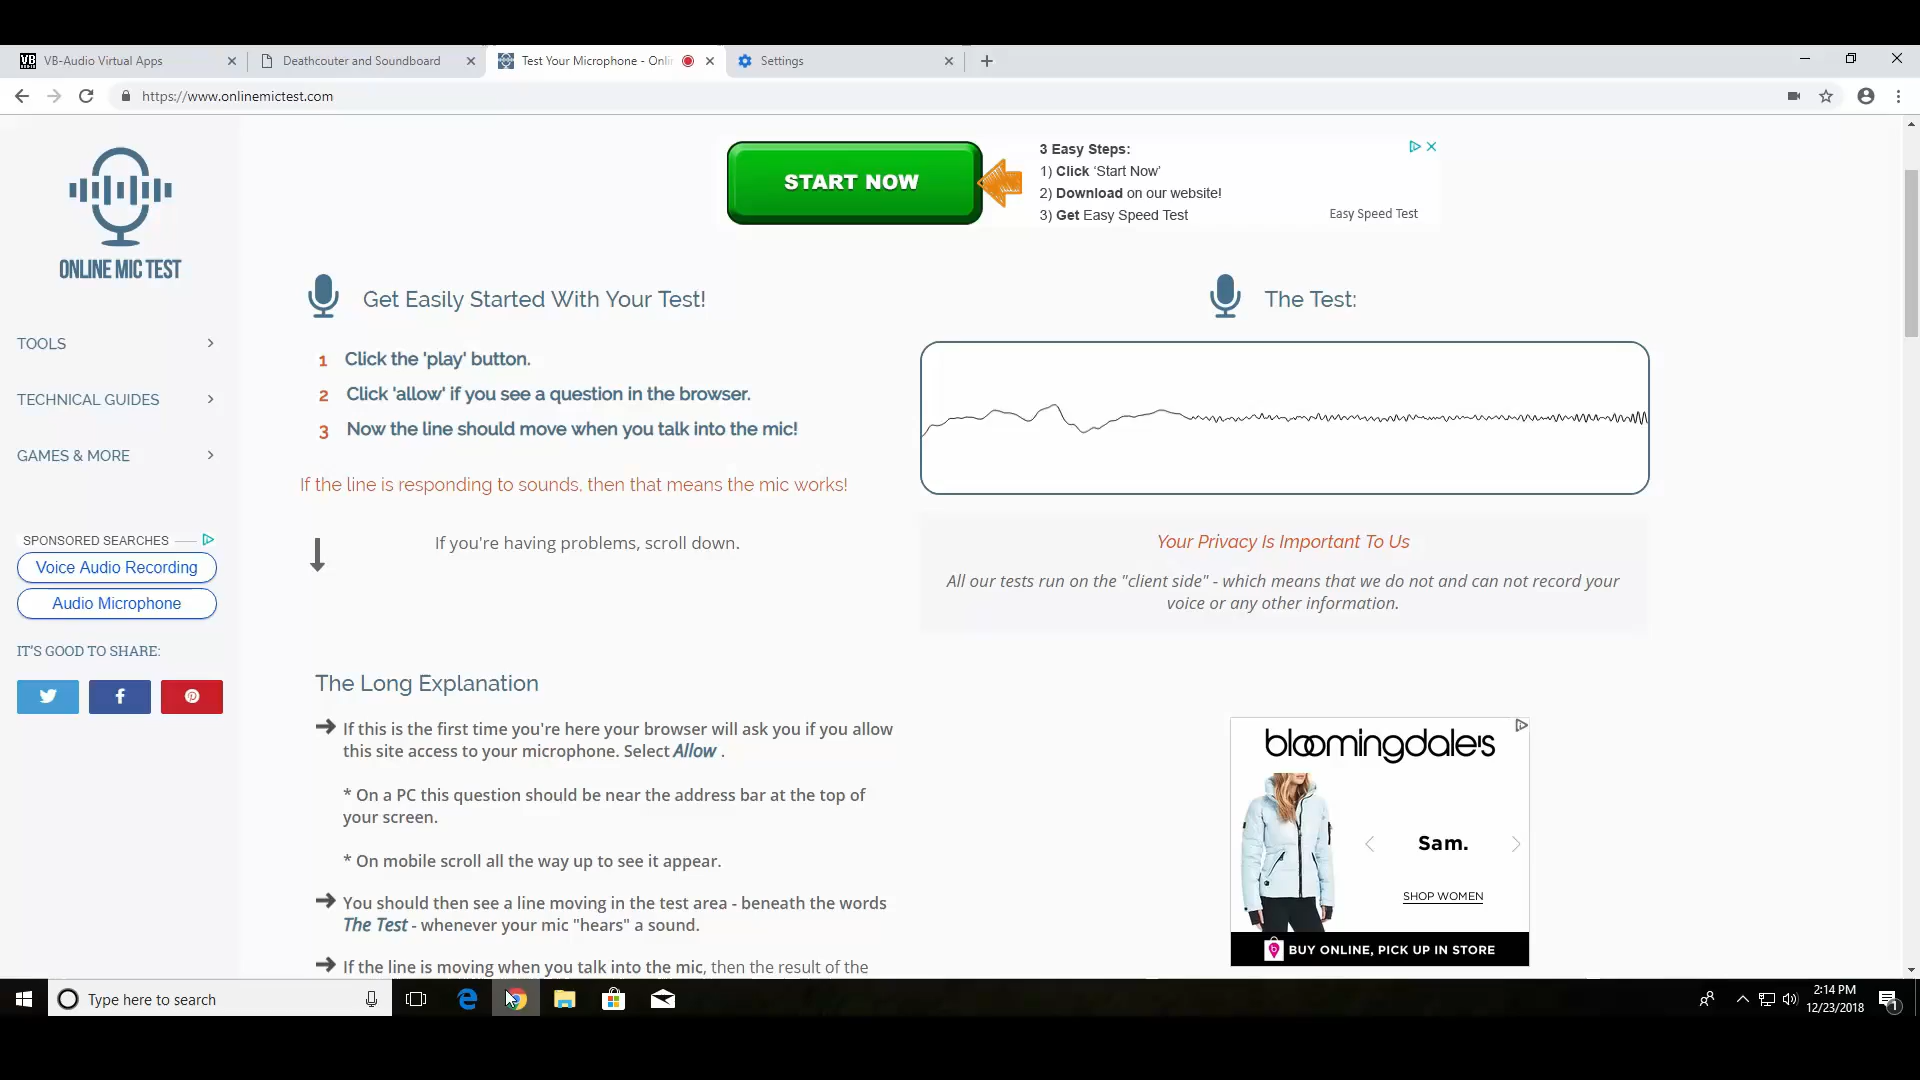 VB-Audio Virtual Apps
Deathcouter and Soundboard
Test Your Microphone - Onli
Settings
https://www.onlinemictest.com
START NOW
3 Easy Steps:
1) Click 'Start Now'
2) Download on our website!
3) Get Easy Speed Test
Easy Speed Test
ONLINE MIC TEST
TOOLS
TECHNICAL GUIDES
GAMES & MORE
SPONSORED SEARCHES
Voice Audio Recording
Audio Microphone
IT'S GOOD TO SHARE:
Get Easily Started With Your Test!
1 Click the 'play' button.
2 Click 'allow' if you see a question in the browser.
3 Now the line should move when you talk into the mic!
If the line is responding to sounds, then that means the mic works!
If you're having problems, scroll down.
The Test:
Your Privacy Is Important To Us
All our tests run on the "client side" - which means that we do not and can not record your
voice or any other information.
The Long Explanation
If this is the first time you're here your browser will ask you if you allow
this site access to your microphone. Select Allow .
* On a PC this question should be near the address bar at the top of
your screen.
* On mobile scroll all the way up to see it appear.
You should then see a line moving in the test area - beneath the words
The Test - whenever your mic "hears" a sound.
If the line is moving when you talk into the mic, then the result of the
bloomingdale's
Sam.
SHOP WOMEN
BUY ONLINE, PICK UP IN STORE
Type here to search
2:14 PM
12/23/2018
1